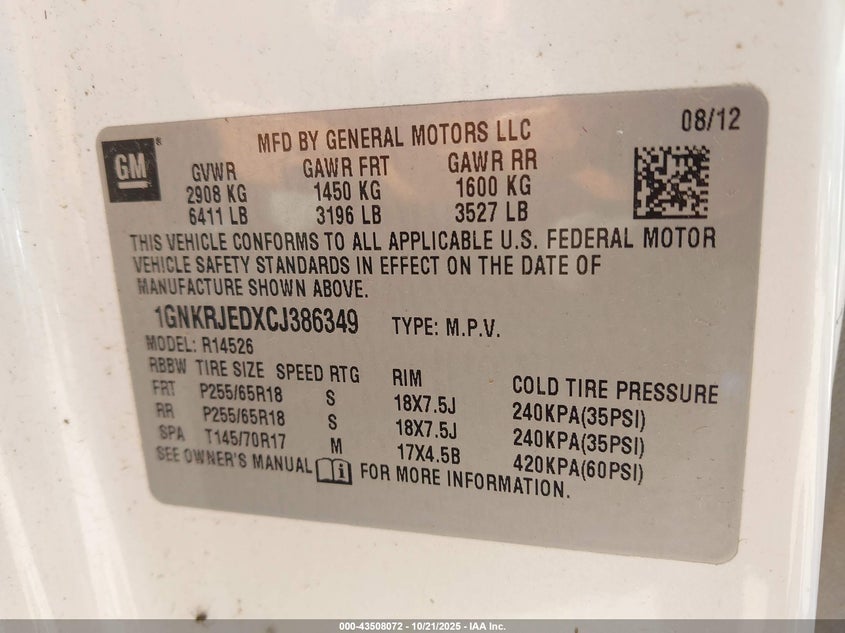 MFD BY GENERAL MOTORS LLC
08/12
GM
®
GVWR GAWR FRT GAWR RR
2908 KG 1450 KG 1600 KG
6411 LB 3196 LB 3527 LB
THIS VEHICLE CONFORMS TO ALL APPLICABLE U.S. FEDERAL MOTOR
VEHICLE SAFETY STANDARDS IN EFFECT ON THE DATE OF
MANUFACTURE SHOWN ABOVE.
1GNKRJEDXCJ386349 TYPE: M.P.V.
MODEL: R14526
RBBW TIRE SIZE SPEED RTG RIM COLD TIRE PRESSURE
FRT P255/65R18 S 18X7.5J 240KPA(35PSI)
RR P255/65R18 S 18X7.5J 240KPA(35PSI)
SPA T145/70R17 M 17X4.5B 420KPA(60PSI)
SEE OWNER'S MANUAL i FOR MORE INFORMATION.
000-43508072 - 10/21/2025 - IAA Inc.